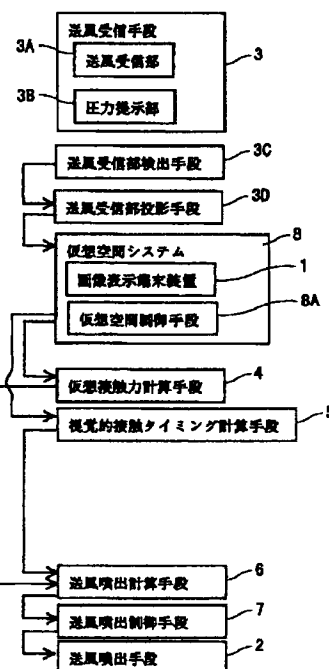 送風受信手段
3A
送風受信部
3
3B
圧力提示部
送風受信部検出手段
3C
送風受信部投影手段
3D
8
仮想空間システム
画像表示端末装置
1
仮想空間制御手段
8A
仮想接触力計算手段
4
視覚的接触タイミング計算手段
5
送風噴出計算手段
6
送風噴出制御手段
7
送風噴出手段
2